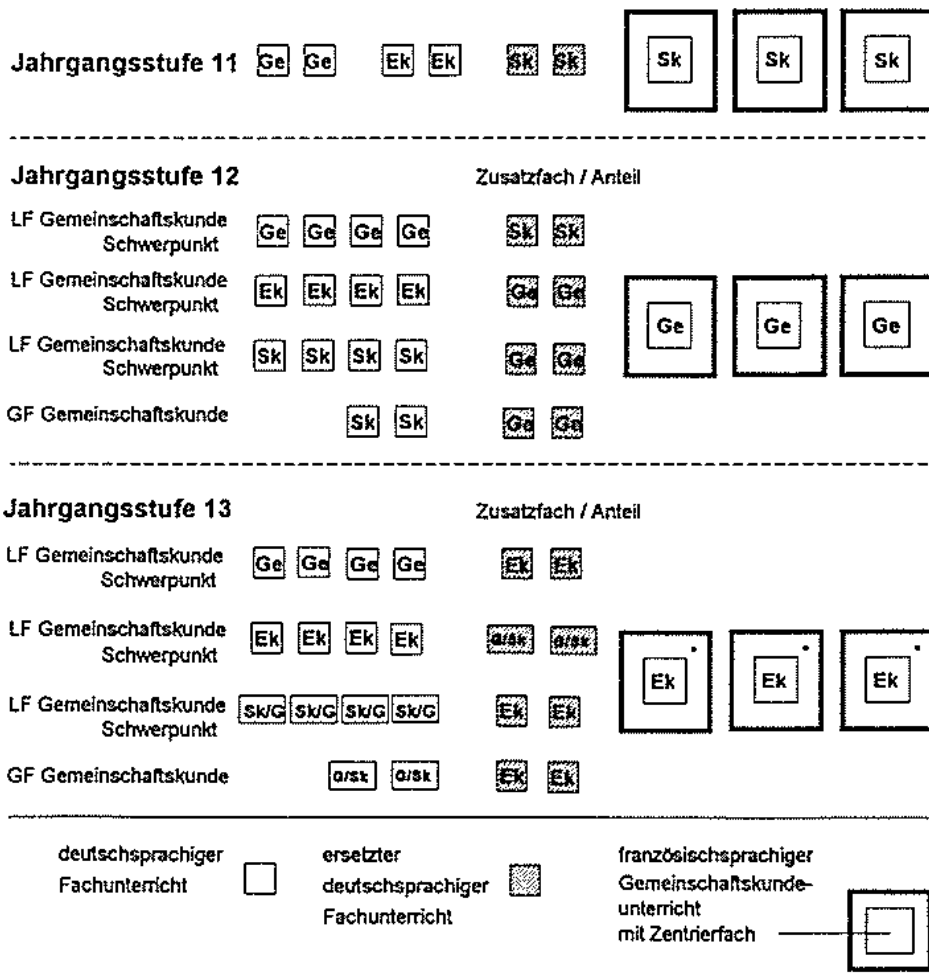 Jahrgangsstufe 11 Ge Ge Ek Ek Sk Sk Sk Sk Sk
Jahrgangsstufe 12 Zusatzfach / Anteil
LF Gemeinschaftskunde
Schwerpunkt Ge Ge Ge Ge Sk Sk
LF Gemeinschaftskunde
Schwerpunkt Ek Ek Ek Ek Ge Ge
Ge Ge Ge
LF Gemeinschaftskunde
Schwerpunkt Sk Sk Sk Sk Ge Ge
GF Gemeinschaftskunde Sk Sk Ge Ge
Jahrgangsstufe 13 Zusatzfach / Anteil
LF Gemeinschaftskunde
Schwerpunkt Ge Ge Ge Ge Ek Ek
LF Gemeinschaftskunde
Schwerpunkt Ek Ek Ek Ek G/Sk G/Sk
Ek Ek Ek
LF Gemeinschaftskunde
Schwerpunkt Sk/G Sk/G Sk/G Sk/G Ek Ek
GF Gemeinschaftskunde G/Sk G/Sk Ek Ek
deutschsprachiger
Fachunterricht
ersetzter
deutschsprachiger
Fachunterricht
französischsprachiger
Gemeinschaftskunde-
unterricht
mit Zentrierfach